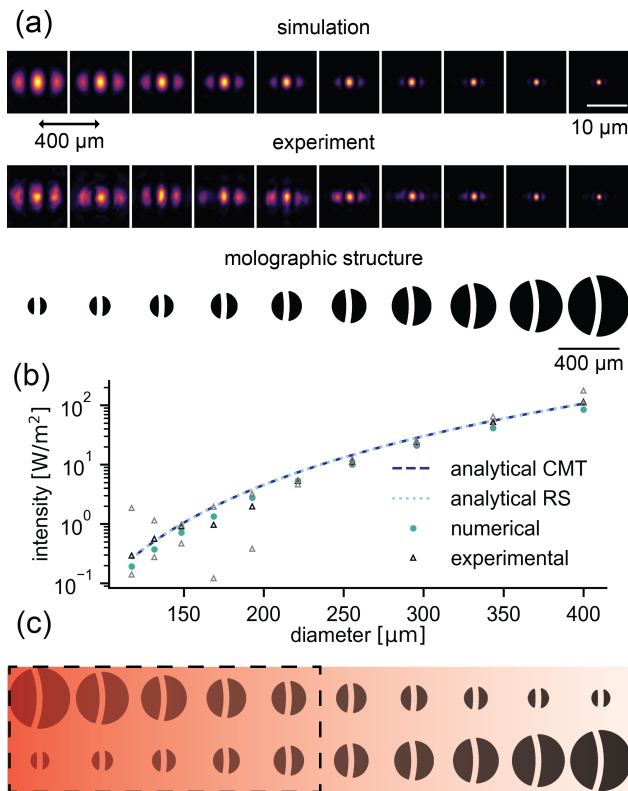 (a)
simulation
400 μm
10 μm
experiment
molographic structure
400 μm
(b)
intensity [W/m²]
10²
10¹
10⁰
10⁻¹
analytical CMT
analytical RS
numerical
experimental
150 200 250 300 350 400
diameter [μm]
(c)